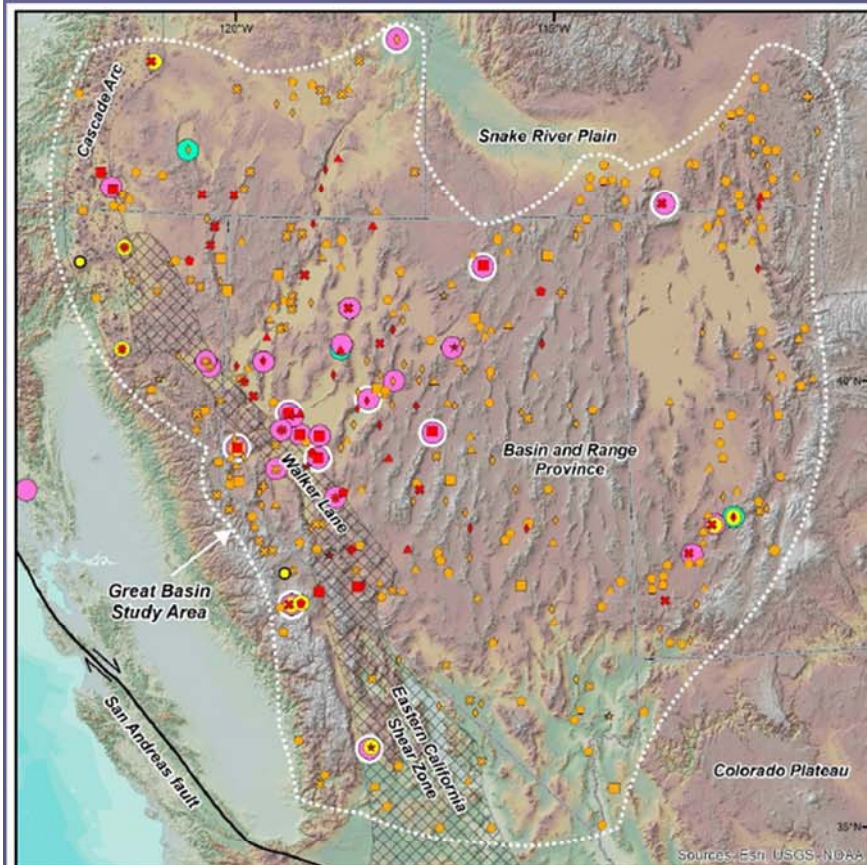 120°W
115°W
Cascade Arc
Snake River Plain
40°N
Basin and Range
Province
Walker Lane
Great Basin
Study Area
San Andreas fault
Eastern California
Shear Zone
Colorado Plateau
35°N
Sources: Esri, USGS, NOAA